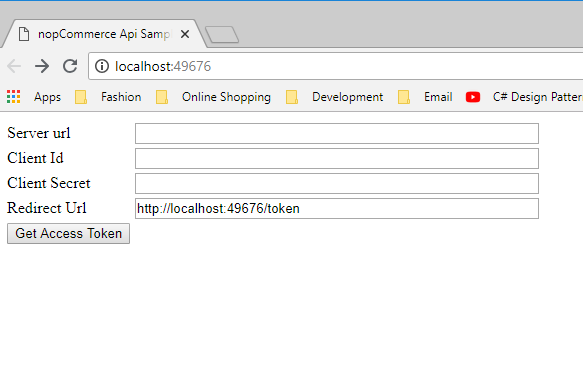 nopCommerce Api Samp
localhost:49676
Apps Fashion Online Shopping Development Email C# Design Patter
Server url
Client Id
Client Secret
Redirect Url http://localhost:49676/token
Get Access Token